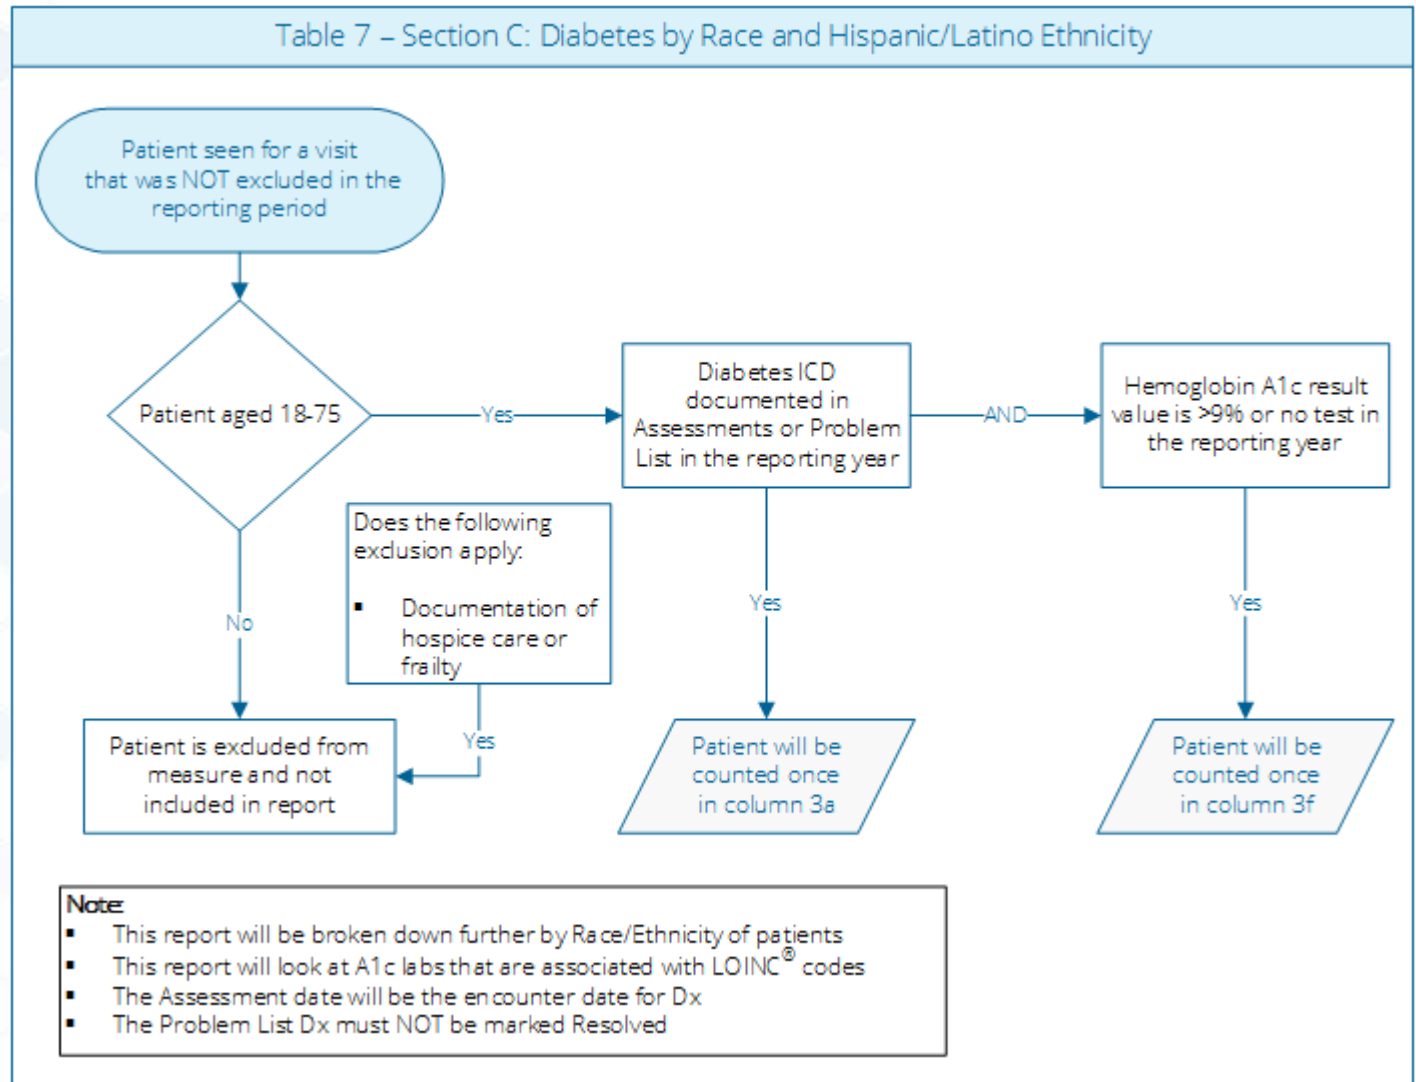 Table 7 – Section C: Diabetes by Race and Hispanic/Latino Ethnicity
Patient seen for a visit
that was NOT excluded in the
reporting period
Patient aged 18-75
Yes
Diabetes ICD
documented in
Assessments or Problem
List in the reporting year
AND
Hemoglobin A1c result
value is >9% or no test in
the reporting year
Does the following
exclusion apply:
▪ Documentation of
hospice care or
frailty
No
Yes
Yes
Yes
Patient is excluded from
measure and not
included in report
Patient will be
counted once
in column 3a
Patient will be
counted once
in column 3f
Note:
▪ This report will be broken down further by Race/Ethnicity of patients
▪ This report will look at A1c labs that are associated with LOINC® codes
▪ The Assessment date will be the encounter date for Dx
▪ The Problem List Dx must NOT be marked Resolved